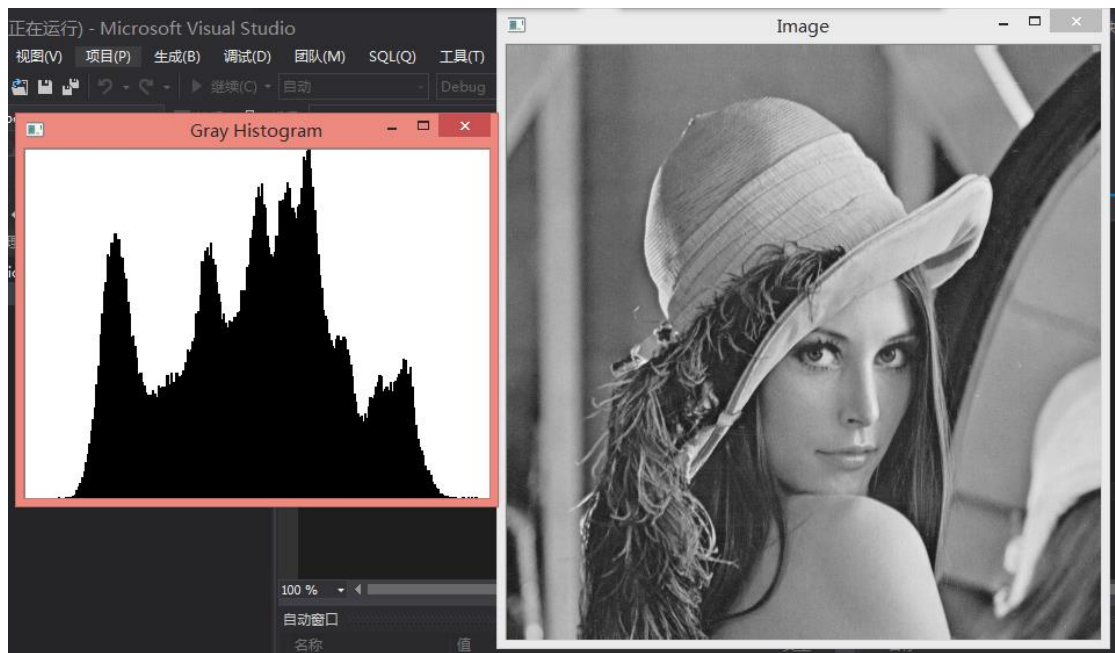 正在运行) - Microsoft Visual Studio
视图(V) 项目(P) 生成(B) 调试(D) 团队(M) SQL(Q) 工具(T)
继续(C) 自动 Debug
Image
Gray Histogram
100 %
自动窗口
名称 值